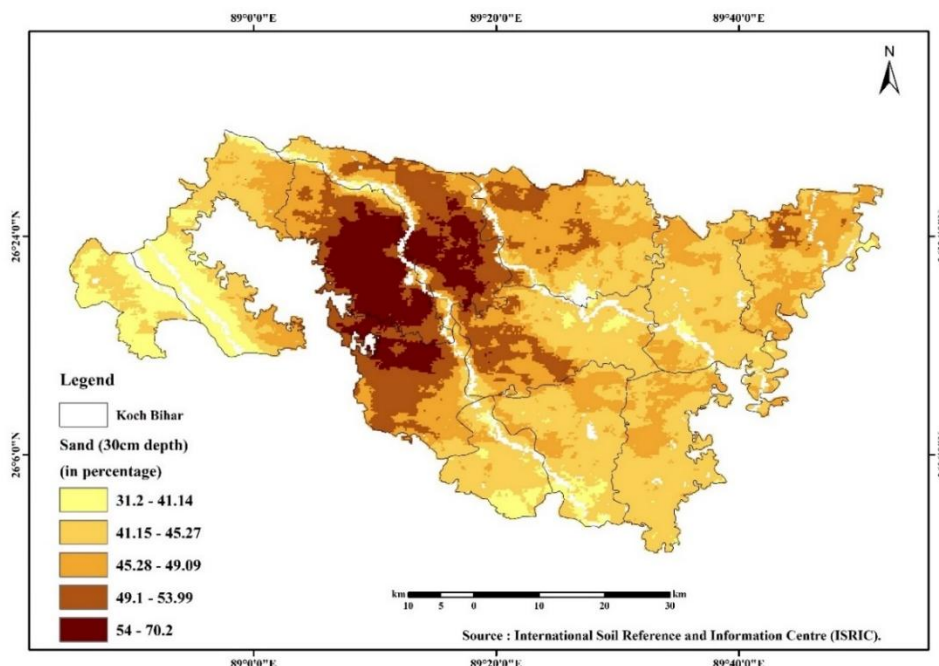 89°0'0"E 89°20'0"E 89°40'0"E
N
26°24'0"N
26°6'0"N
Legend
Koch Bihar
Sand (30cm depth)
(in percentage)
31.2 - 41.14
41.15 - 45.27
45.28 - 49.09
49.1 - 53.99
54 - 70.2
km km
10 5 0 10 20 30
Source : International Soil Reference and Information Centre (ISRIC).
89°0'0"E 89°20'0"E 89°40'0"E